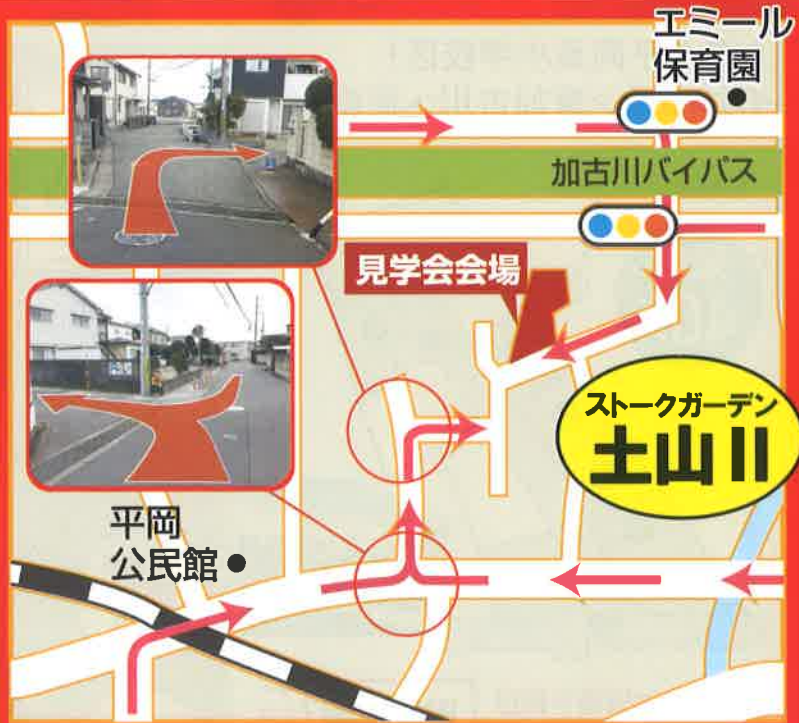 エミール
保育園
加古川バイパス
見学会会場
ストークガーデン
土山II
平岡
公民館